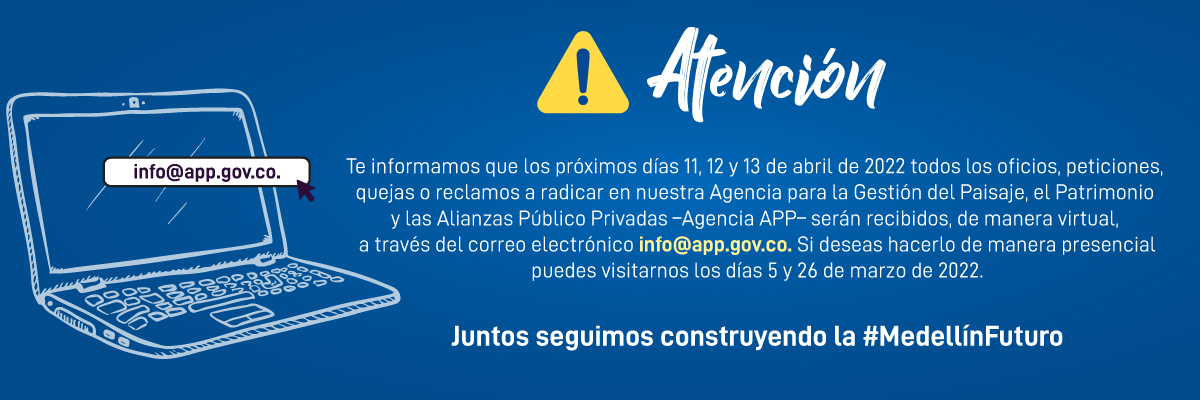 Atención
info@app.gov.co.
Te informamos que los próximos días 11, 12 y 13 de abril de 2022 todos los oficios, peticiones,
quejas o reclamos a radicar en nuestra Agencia para la Gestión del Paisaje, el Patrimonio
y las Alianzas Público Privadas –Agencia APP– serán recibidos, de manera virtual,
a través del correo electrónico info@app.gov.co. Si deseas hacerlo de manera presencial
puedes visitarnos los días 5 y 26 de marzo de 2022.
Juntos seguimos construyendo la #MedellínFuturo